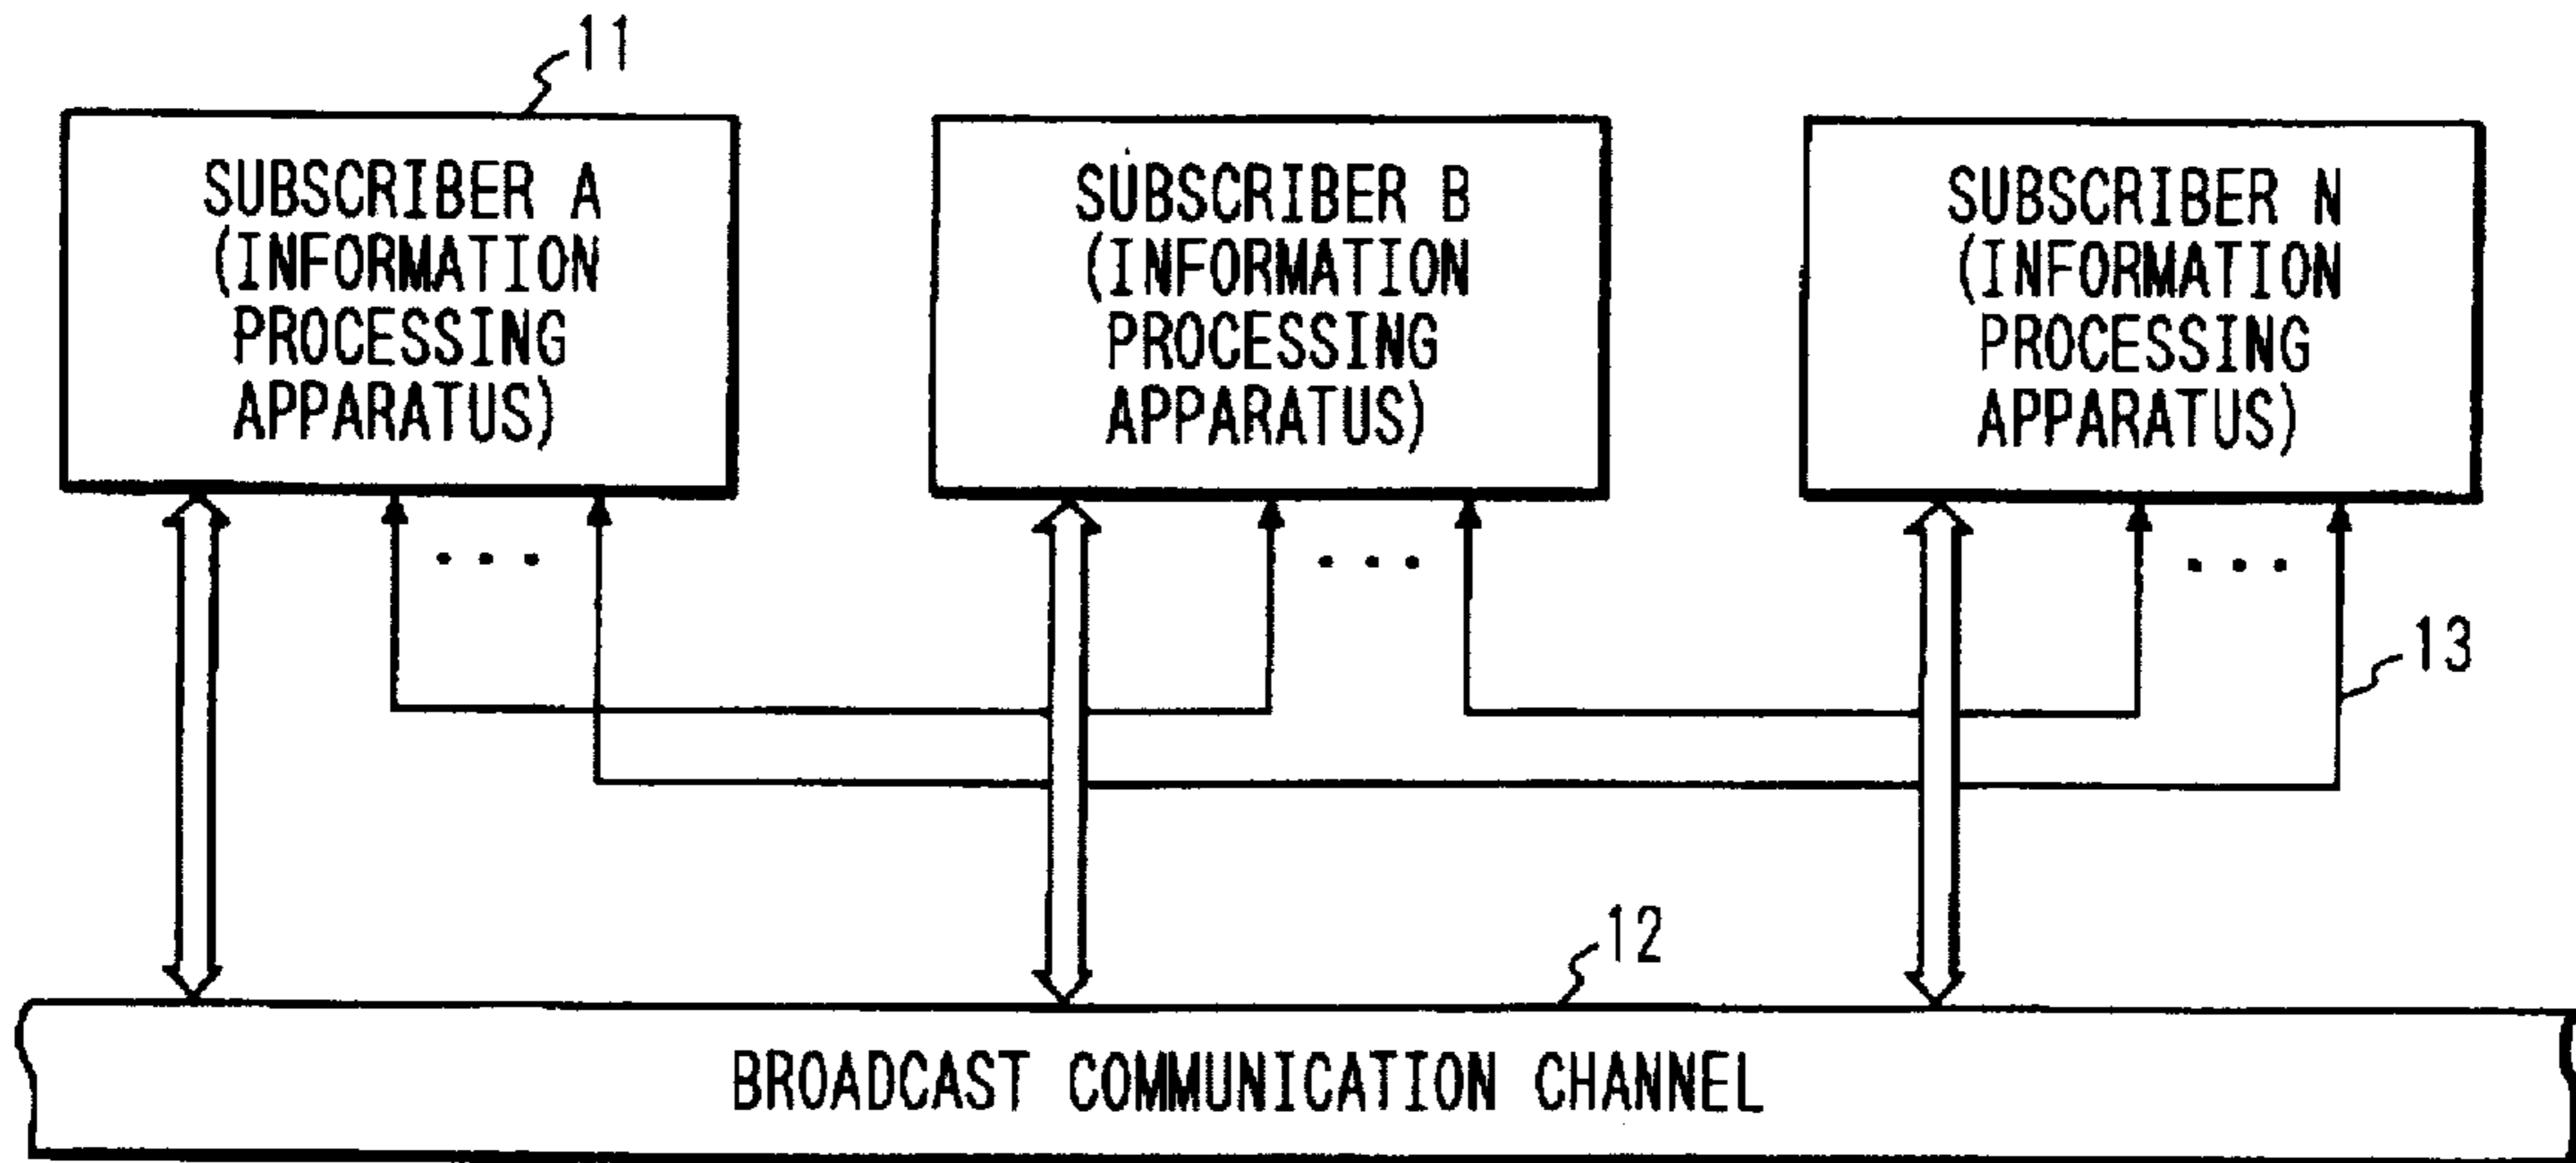 11
SUBSCRIBER A
(INFORMATION
PROCESSING
APPARATUS)
SUBSCRIBER B
(INFORMATION
PROCESSING
APPARATUS)
SUBSCRIBER N
(INFORMATION
PROCESSING
APPARATUS)
. . .
. . .
. . .
13
12
BROADCAST COMMUNICATION CHANNEL